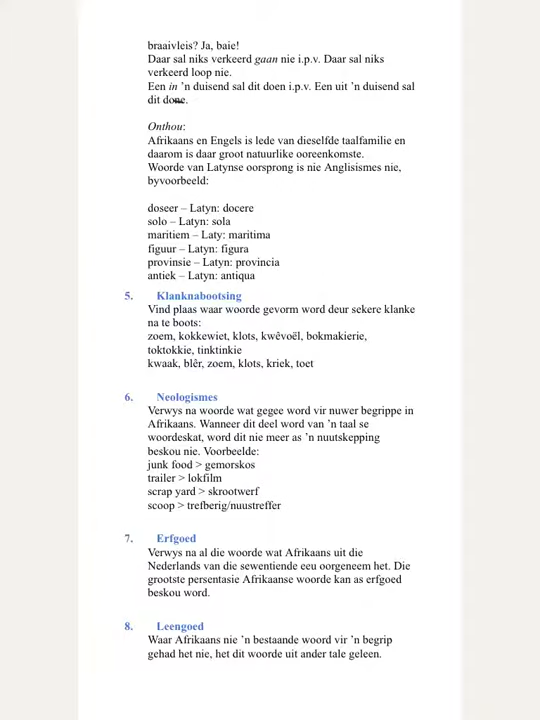 braaivleis? Ja, baie!
Daar sal niks verkeerd gaan nie i.p.v. Daar sal niks
verkeerd loop nie.
Een in ’n duisend sal dit doen i.p.v. Een uit ’n duisend sal
dit done.
Onthou:
Afrikaans en Engels is lede van dieselfde taalfamilie en
daarom is daar groot natuurlike ooreenkomste.
Woorde van Latynse oorsprong is nie Anglisismes nie,
byvoorbeeld:
doseer – Latyn: docere
solo – Latyn: sola
maritiem – Laty: maritima
figuur – Latyn: figura
provinsie – Latyn: provincia
antiek – Latyn: antiqua
5. Klanknabootsing
Vind plaas waar woorde gevorm word deur sekere klanke
na te boots:
zoem, kokkewiet, klots, kwêvoël, bokmakierie,
toktokkie, tinktinkie
kwaak, blêr, zoem, klots, kriek, toet
6. Neologismes
Verwys na woorde wat gegee word vir nuwer begrippe in
Afrikaans. Wanneer dit deel word van ’n taal se
woordeskat, word dit nie meer as ’n nuutskepping
beskou nie. Voorbeelde:
junk food > gemorskos
trailer > lokfilm
scrap yard > skrootwerf
scoop > trefberig/nuustreffer
7. Erfgoed
Verwys na al die woorde wat Afrikaans uit die
Nederlands van die sewentiende eeu oorgeneem het. Die
grootste persentasie Afrikaanse woorde kan as erfgoed
beskou word.
8. Leengoed
Waar Afrikaans nie ’n bestaande woord vir ’n begrip
gehad het nie, het dit woorde uit ander tale geleen.